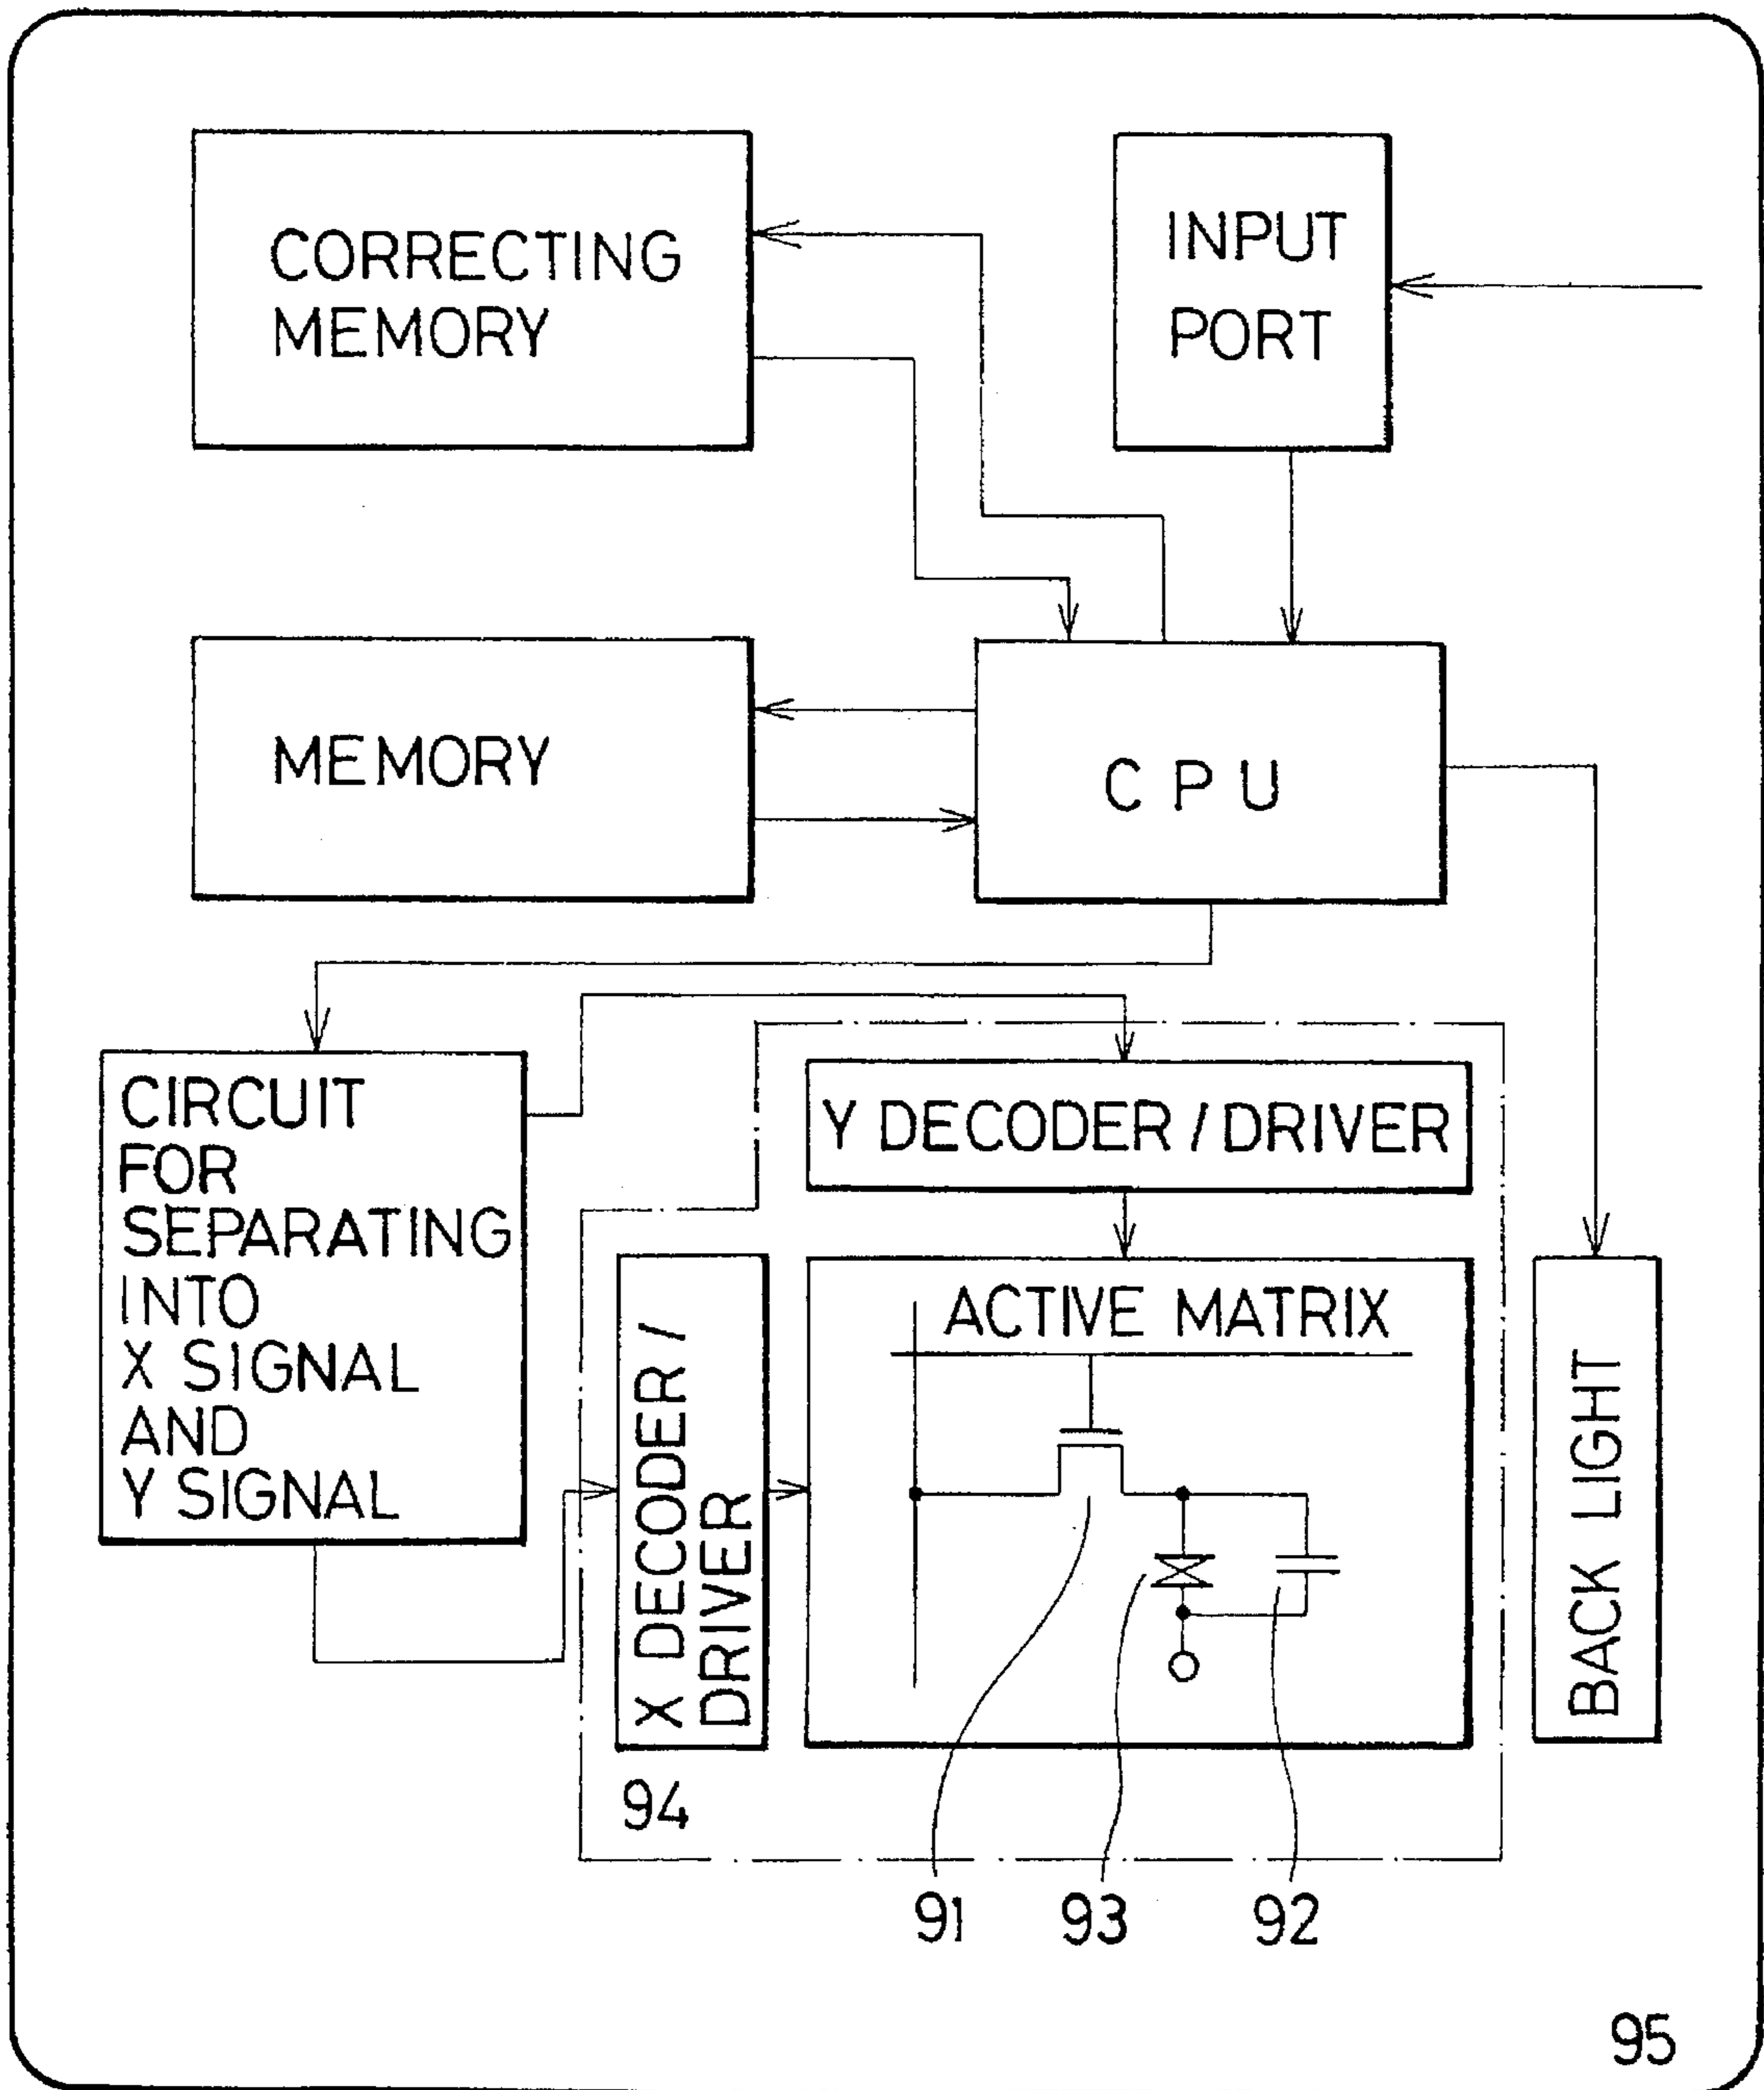 CORRECTING
MEMORY
INPUT
PORT
MEMORY
C P U
CIRCUIT
FOR
SEPARATING
INTO
X SIGNAL
AND
Y SIGNAL
Y DECODER / DRIVER
X DECODER /
DRIVER
ACTIVE MATRIX
BACK LIGHT
94
91
93
92
95